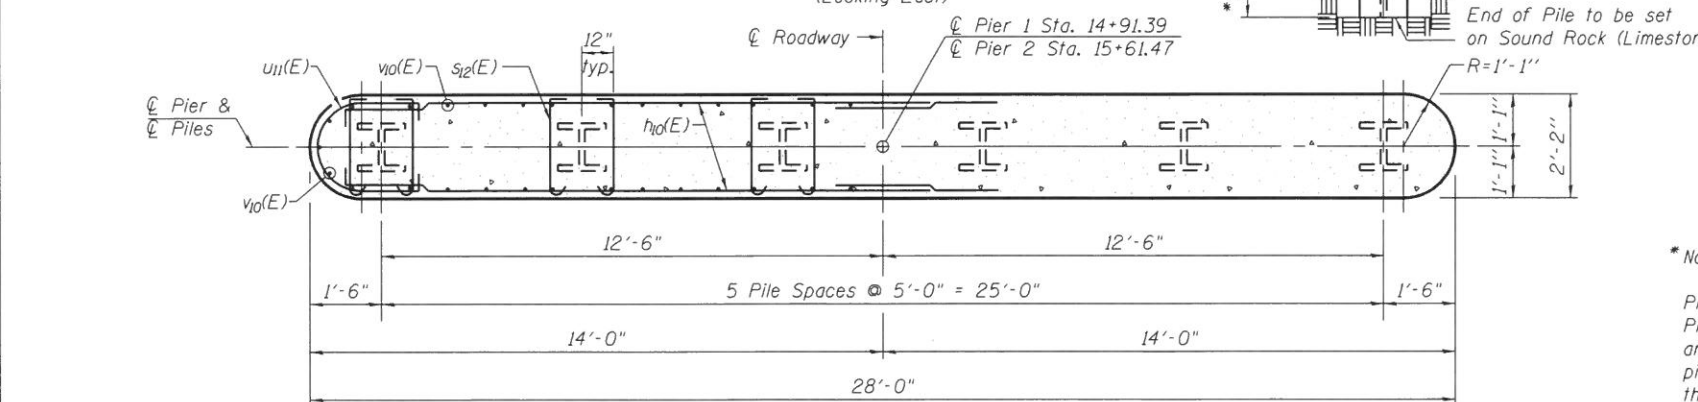 ℄ Pier 1 Sta. 14+91.39
℄ Pier 2 Sta. 15+61.47
℄ Roadway
12"
typ.
*
End of Pile to be set
on Sound Rock
R=1'-1"
u11(E)
v10(E)
s12(E)
℄ Pier &
℄ Piles
h10(E)
v10(E)
1'-1"
1'-1"
2'-2"
12'-6"
12'-6"
1'-6"
5 Pile Spaces @ 5'-0" = 25'-0"
1'-6"
14'-0"
14'-0"
28'-0"
*